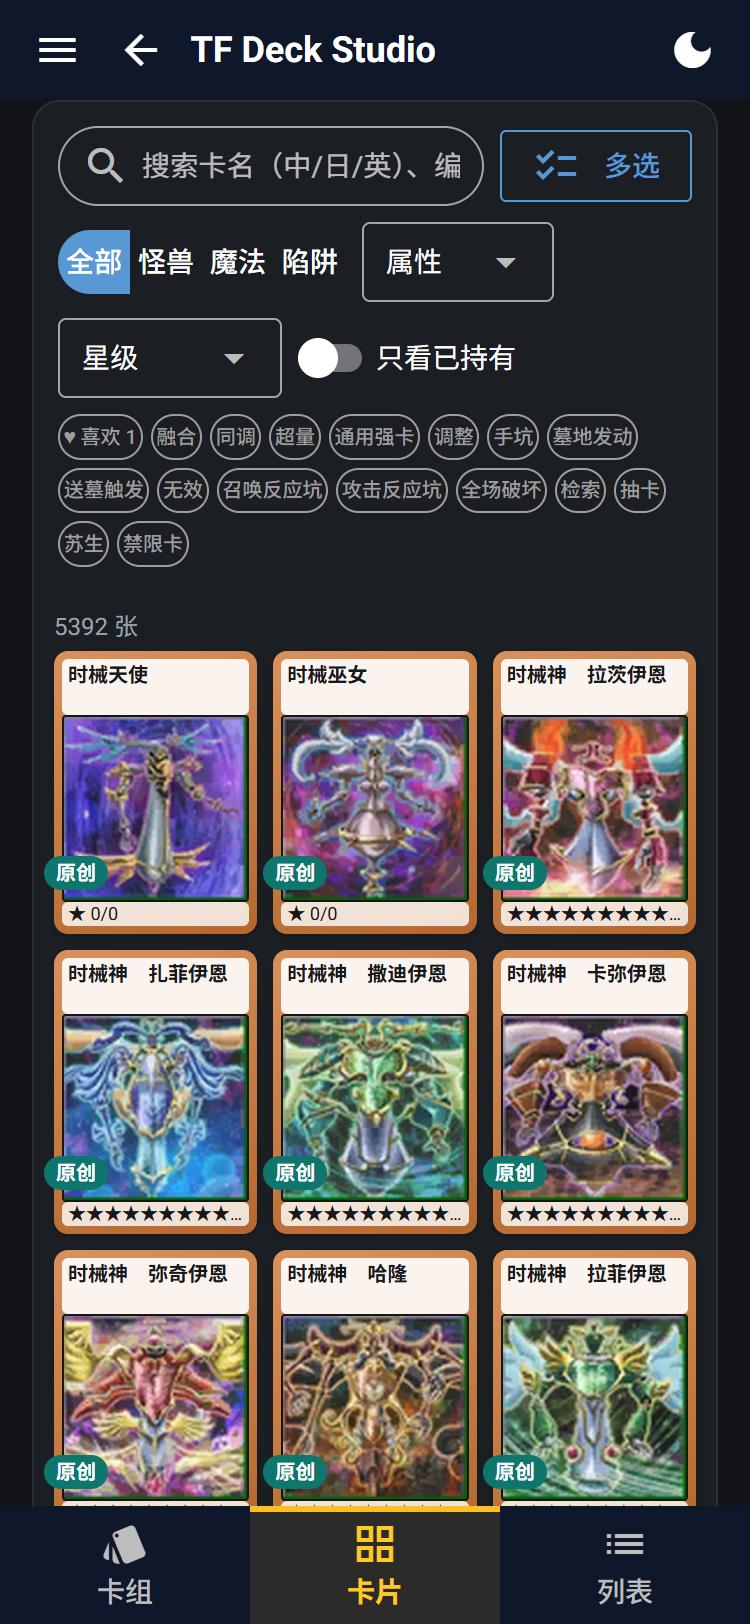 TF Deck Studio
搜索卡名（中/日/英）、编
多选
全部 怪兽 魔法 陷阱 属性
星级 只看已持有
♥ 喜欢 1 融合 同调 超量 通用强卡 调整 手坑 墓地发动
送墓触发 无效 召唤反应坑 攻击反应坑 全场破坏 检索 抽卡
苏生 禁限卡
5392 张
时械天使 时械巫女 时械神　拉茨伊恩
原创 原创 原创
★ 0/0 ★ 0/0 ★★★★★★★★★...
时械神　扎菲伊恩 时械神　撒迪伊恩 时械神　卡弥伊恩
原创 原创 原创
★★★★★★★★★... ★★★★★★★★★... ★★★★★★★★★...
时械神　弥奇伊恩 时械神　哈隆 时械神　拉菲伊恩
原创 原创 原创
卡组 卡片 列表